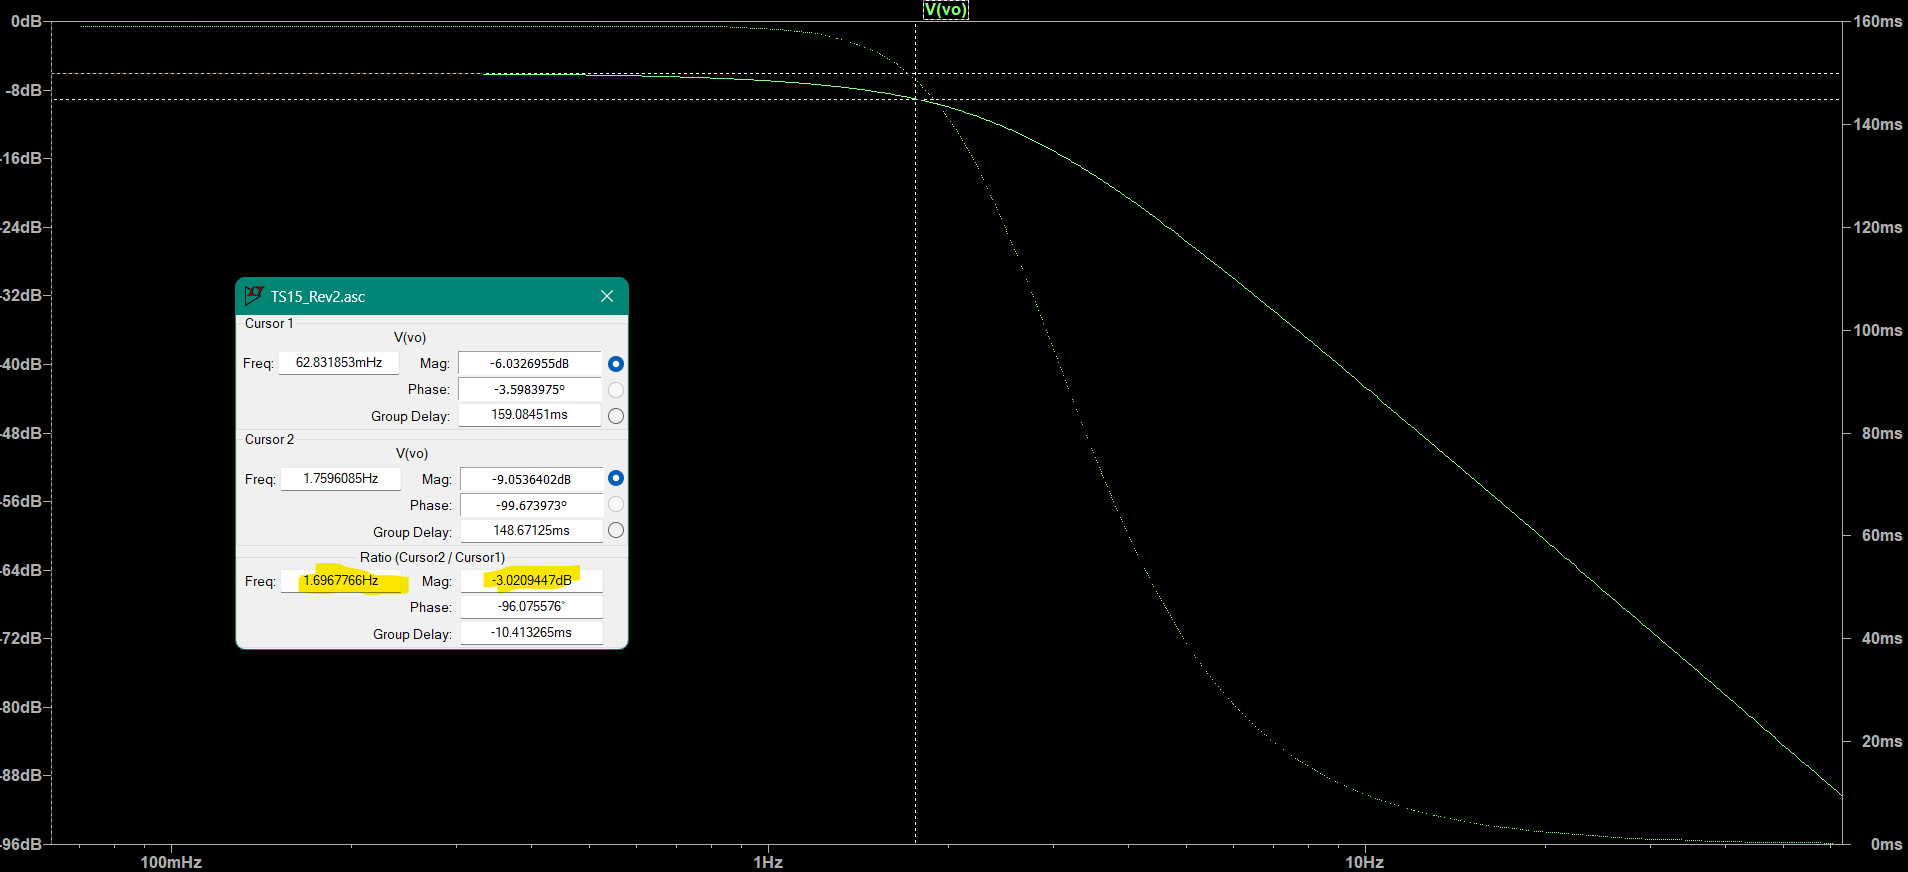 V(vo)
0dB
-8dB
-16dB
-24dB
-32dB
-40dB
-48dB
-56dB
-64dB
-72dB
-80dB
-88dB
-96dB
160ms
140ms
120ms
100ms
80ms
60ms
40ms
20ms
0ms
100mHz
1Hz
10Hz
TS15_Rev2.asc
Cursor 1
V(vo)
Freq: 62.831853mHz Mag: -6.0326955dB
Phase: -3.5983975°
Group Delay: 159.08451ms
Cursor 2
V(vo)
Freq: 1.7596085Hz Mag: -9.0536402dB
Phase: -99.673973°
Group Delay: 148.67125ms
Ratio (Cursor2 / Cursor1)
Freq: 1.6967766Hz Mag: -3.0209447dB
Phase: -96.075576°
Group Delay: -10.413265ms